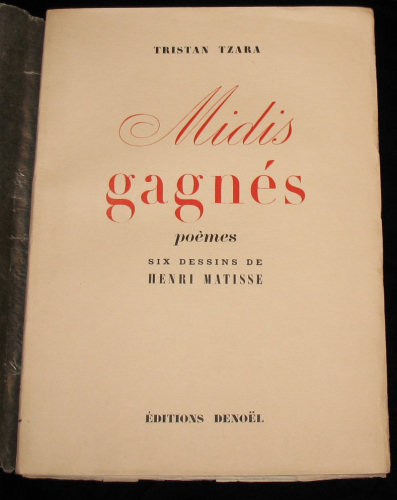 TRISTAN TZARA
Midis
gagnés
poèmes
SIX DESSINS DE
HENRI MATISSE
ÉDITIONS DENOËL